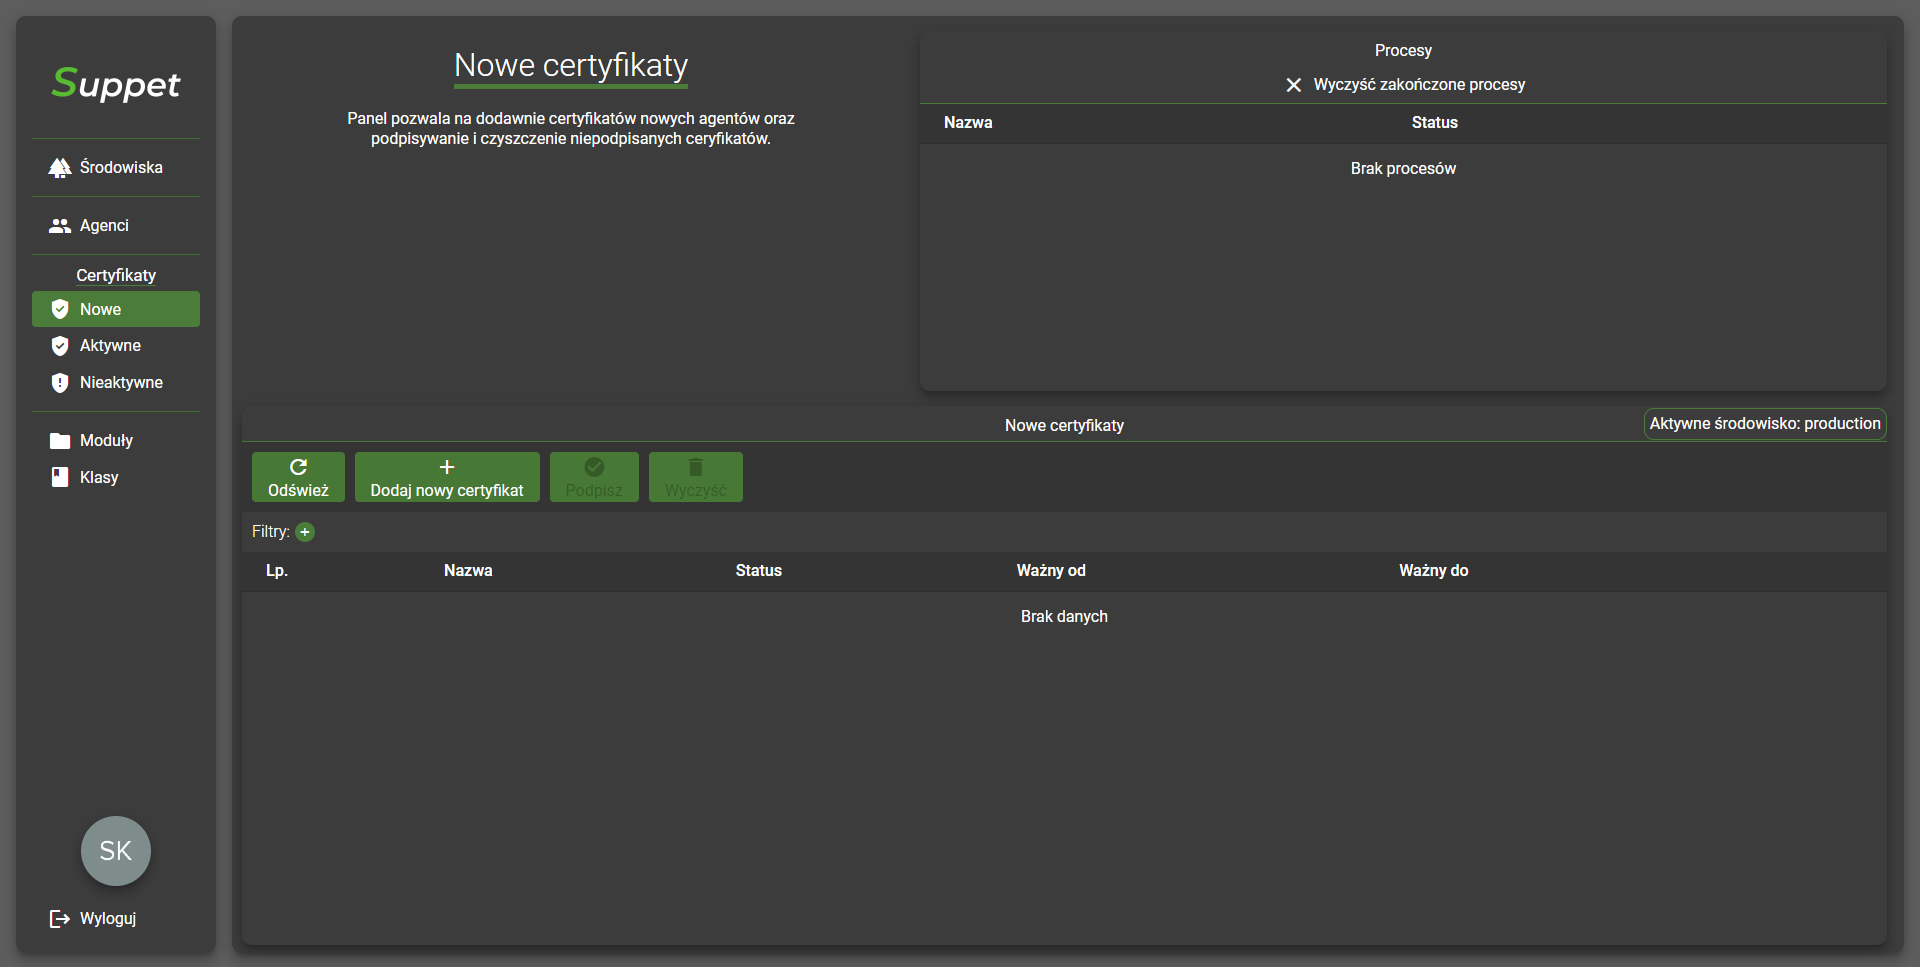 Suppet
Środowiska
Agenci
Certyfikaty
Nowe
Aktywne
Nieaktywne
Moduły
Klasy
SK
Wyloguj
Nowe certyfikaty
Panel pozwala na dodawnie certyfikatów nowych agentów oraz
podpisywanie i czyszczenie niepodpisanych ceryfikatów.
Procesy
Wyczyść zakończone procesy
Nazwa Status
Brak procesów
Nowe certyfikaty
Aktywne środowisko: production
Odśwież Dodaj nowy certyfikat Podpisz Wyczyść
Filtry:
Lp. Nazwa Status Ważny od Ważny do
Brak danych